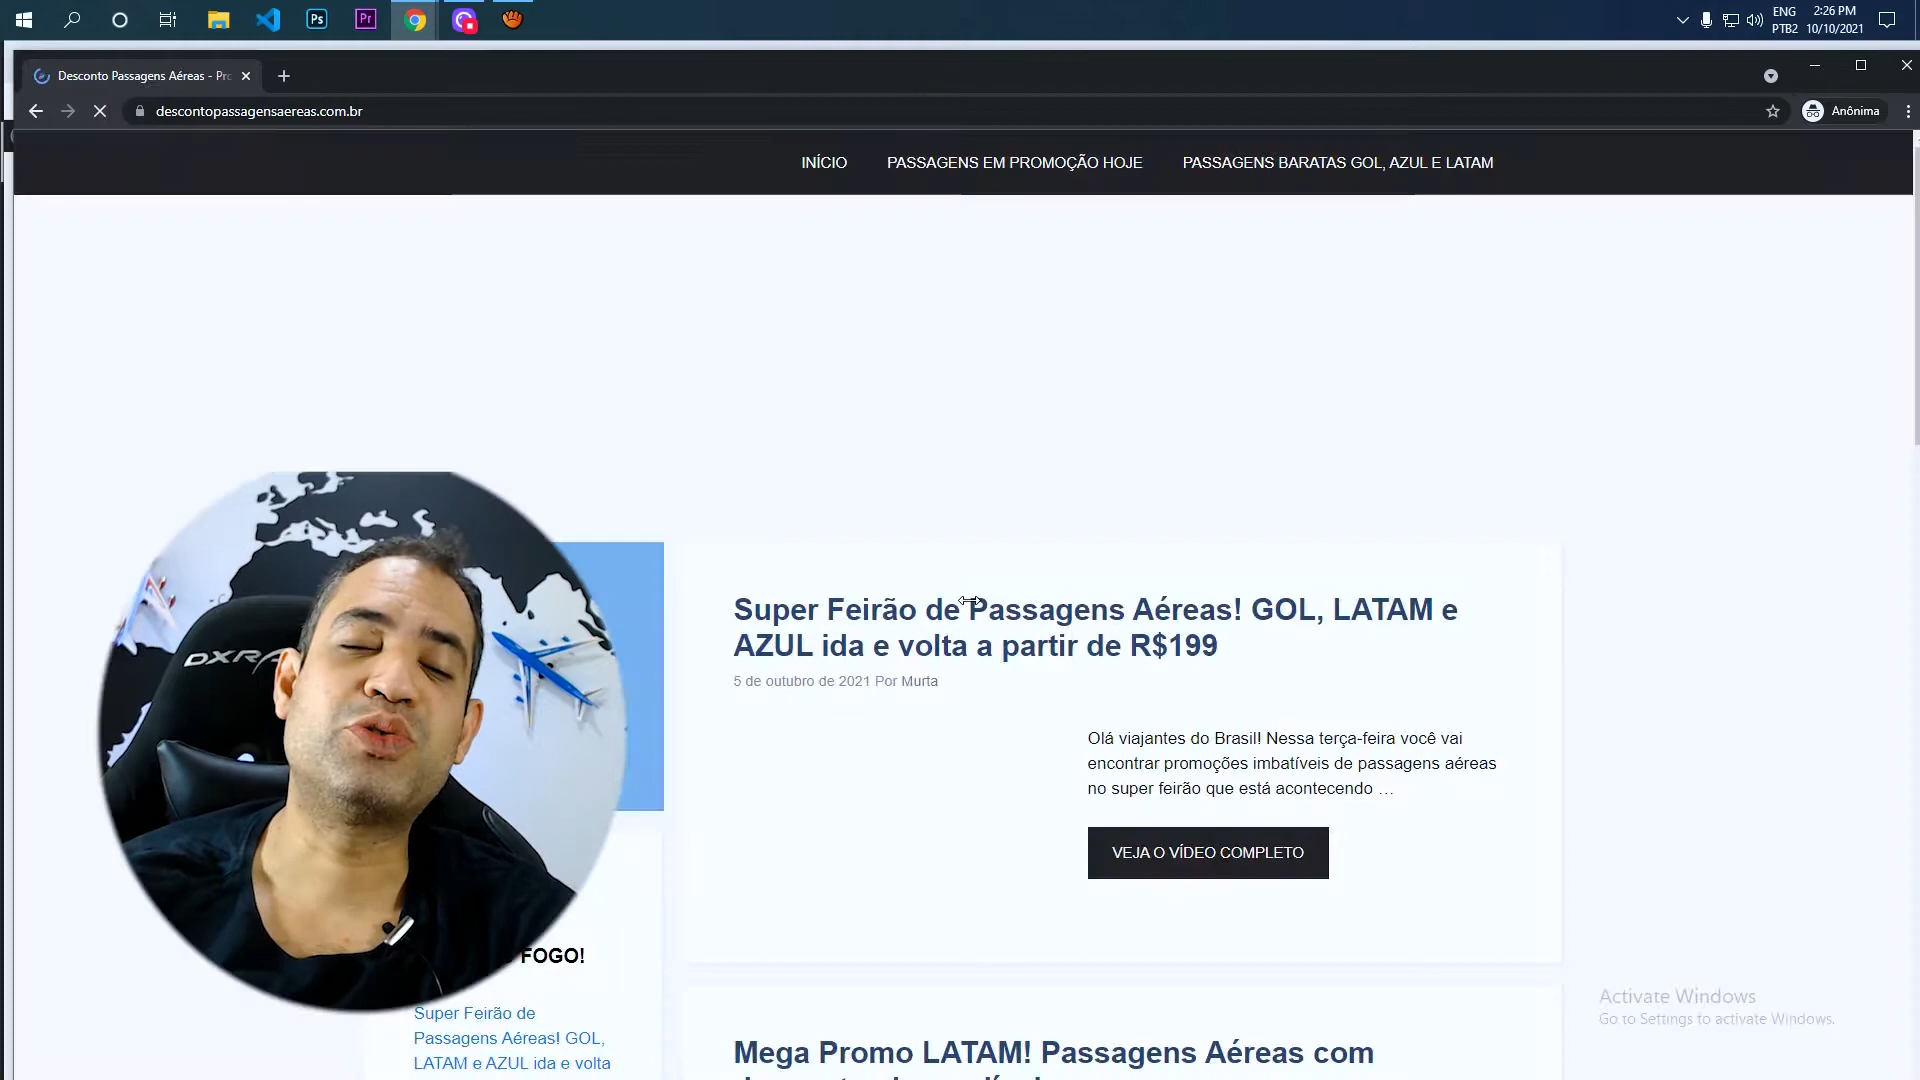 Ps
Pr
ENG
PTB2
2:26 PM
10/10/2021
Desconto Passagens Aéreas - Pro
descontopassagensaereas.com.br
Anônima
INÍCIO
PASSAGENS EM PROMOÇÃO HOJE
PASSAGENS BARATAS GOL, AZUL E LATAM
Super Feirão de Passagens Aéreas! GOL, LATAM e
AZUL ida e volta a partir de R$199
5 de outubro de 2021 Por Murta
Olá viajantes do Brasil! Nessa terça-feira você vai
encontrar promoções imbatíveis de passagens aéreas
no super feirão que está acontecendo …
VEJA O VÍDEO COMPLETO
FOGO!
Super Feirão de
Passagens Aéreas! GOL,
LATAM e AZUL ida e volta
Mega Promo LATAM! Passagens Aéreas com
Activate Windows
Go to Settings to activate Windows.